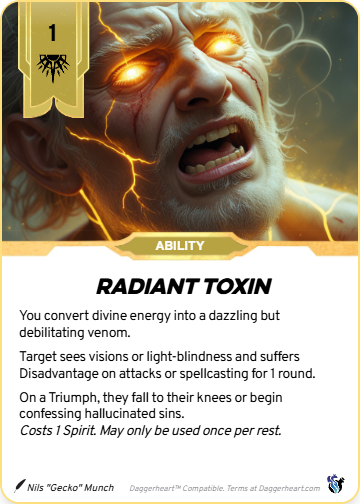 1
ABILITY
RADIANT TOXIN
You convert divine energy into a dazzling but
debilitating venom.
Target sees visions or light-blindness and suffers
Disadvantage on attacks or spellcasting for 1 round.
On a Triumph, they fall to their knees or begin
confessing hallucinated sins.
Costs 1 Spirit. May only be used once per rest.
Nils "Gecko" Munch
Daggerheart™ Compatible. Terms at Daggerheart.com